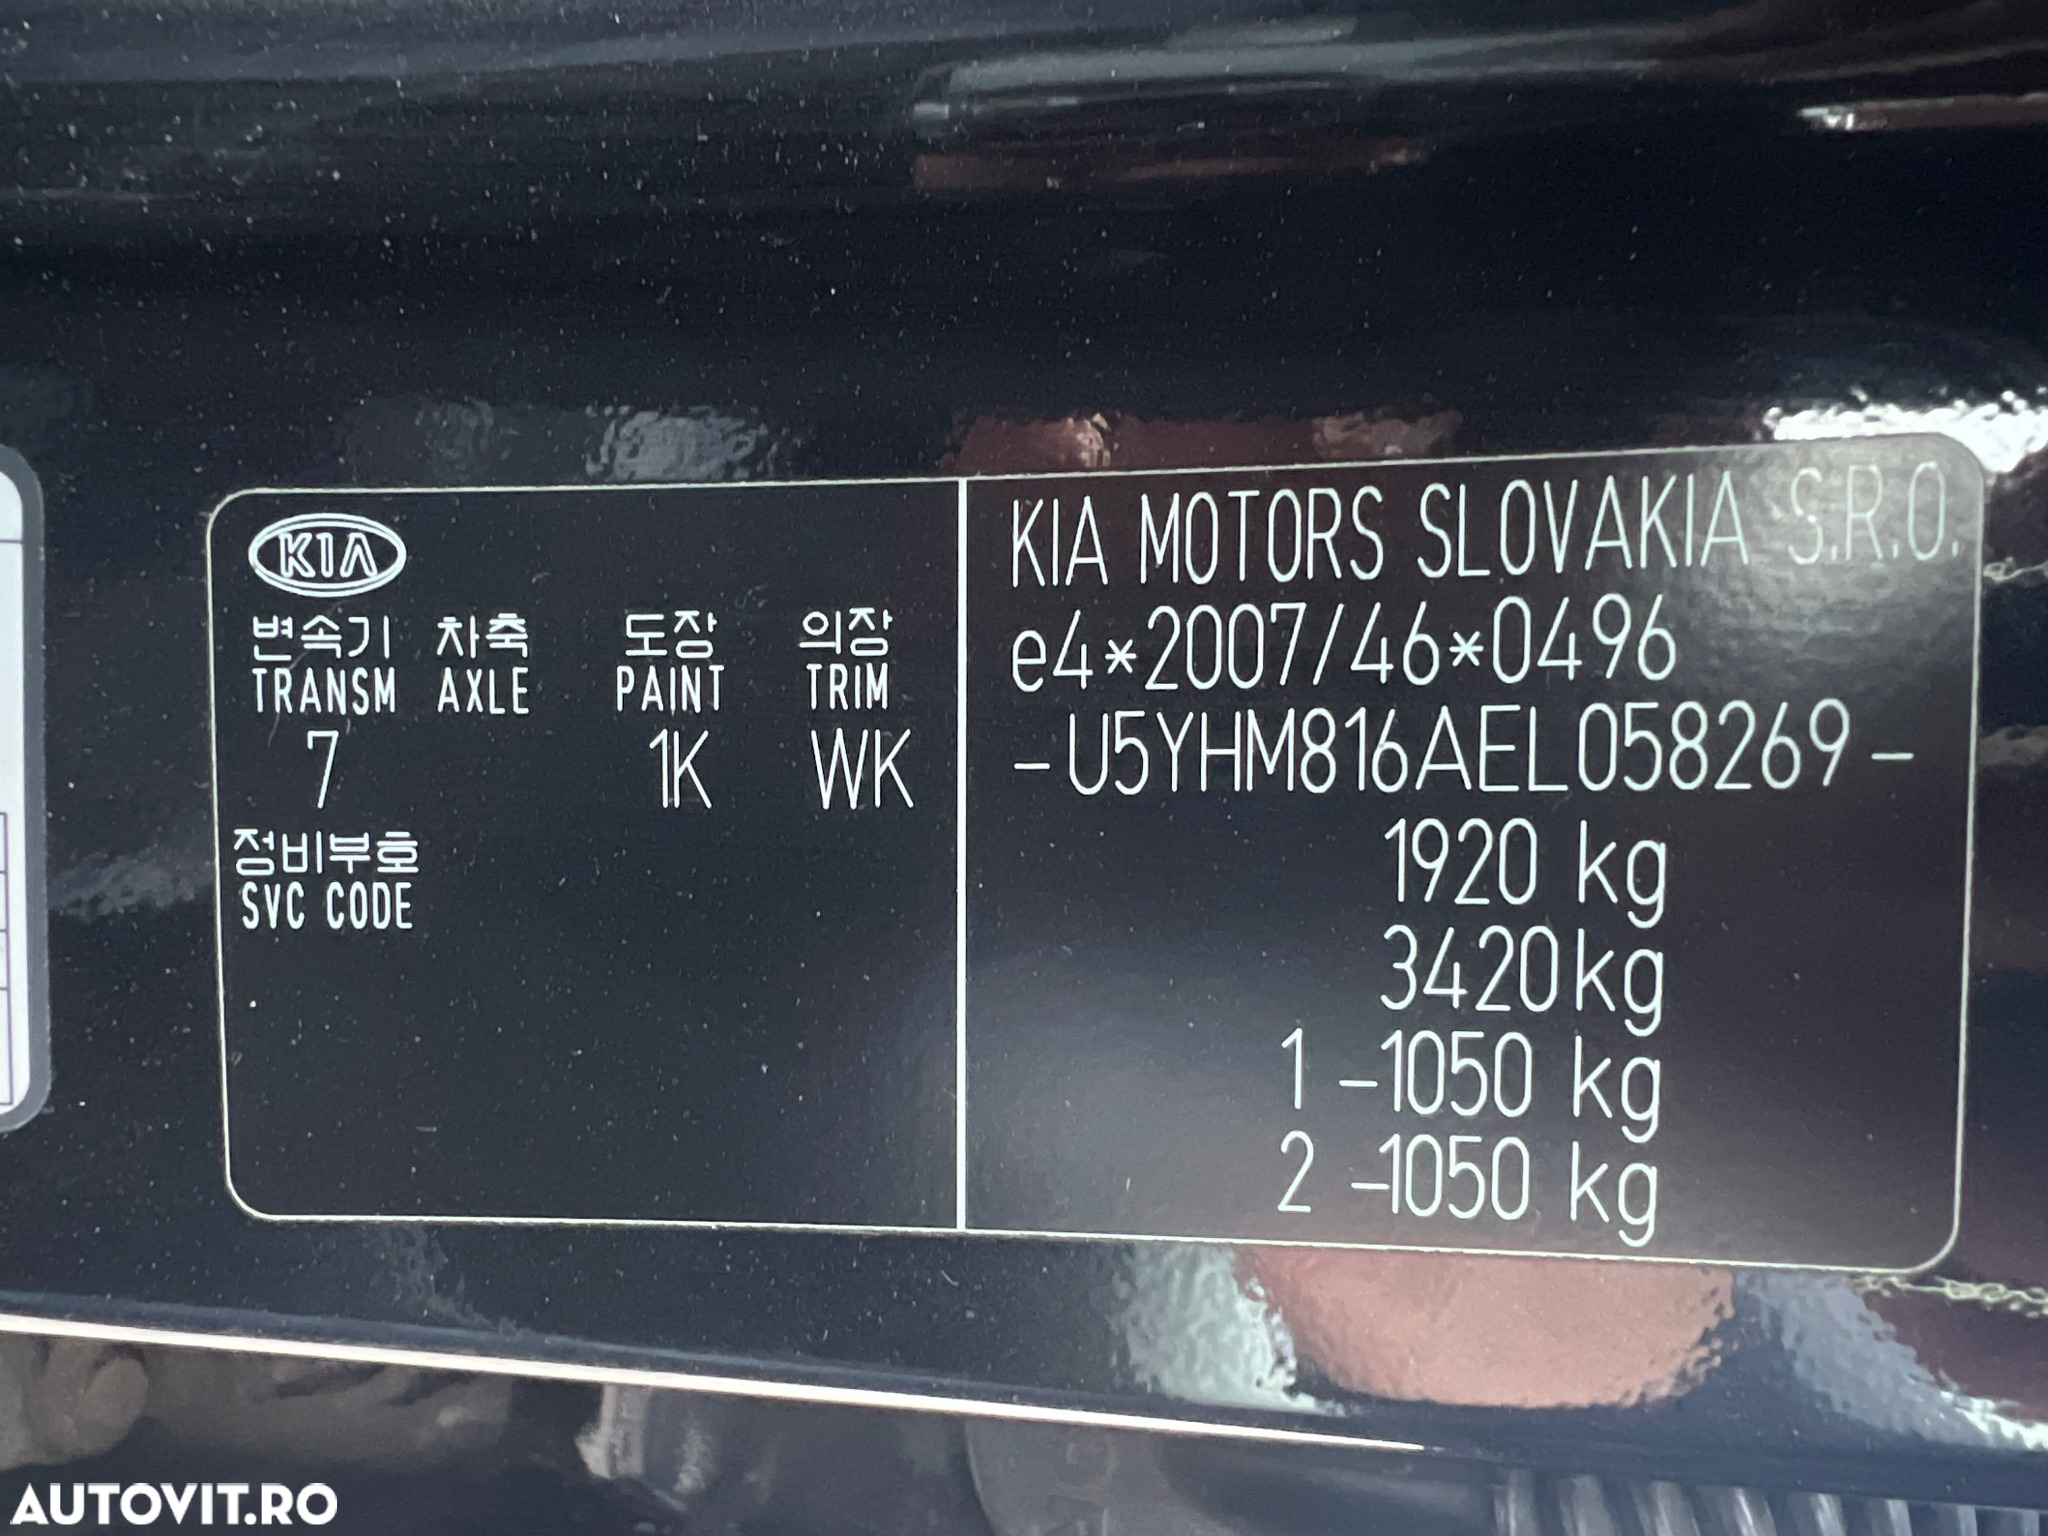 KIA
변속기 차축 도장 의장
TRANSM AXLE PAINT TRIM
7 1K WK
정비부호
SVC CODE
KIA MOTORS SLOVAKIA S.R.O.
e4*2007/46*0496
-U5YHM816AEL058269-
1920 kg
3420kg
1 -1050 kg
2 -1050 kg
AUTOVIT.RO